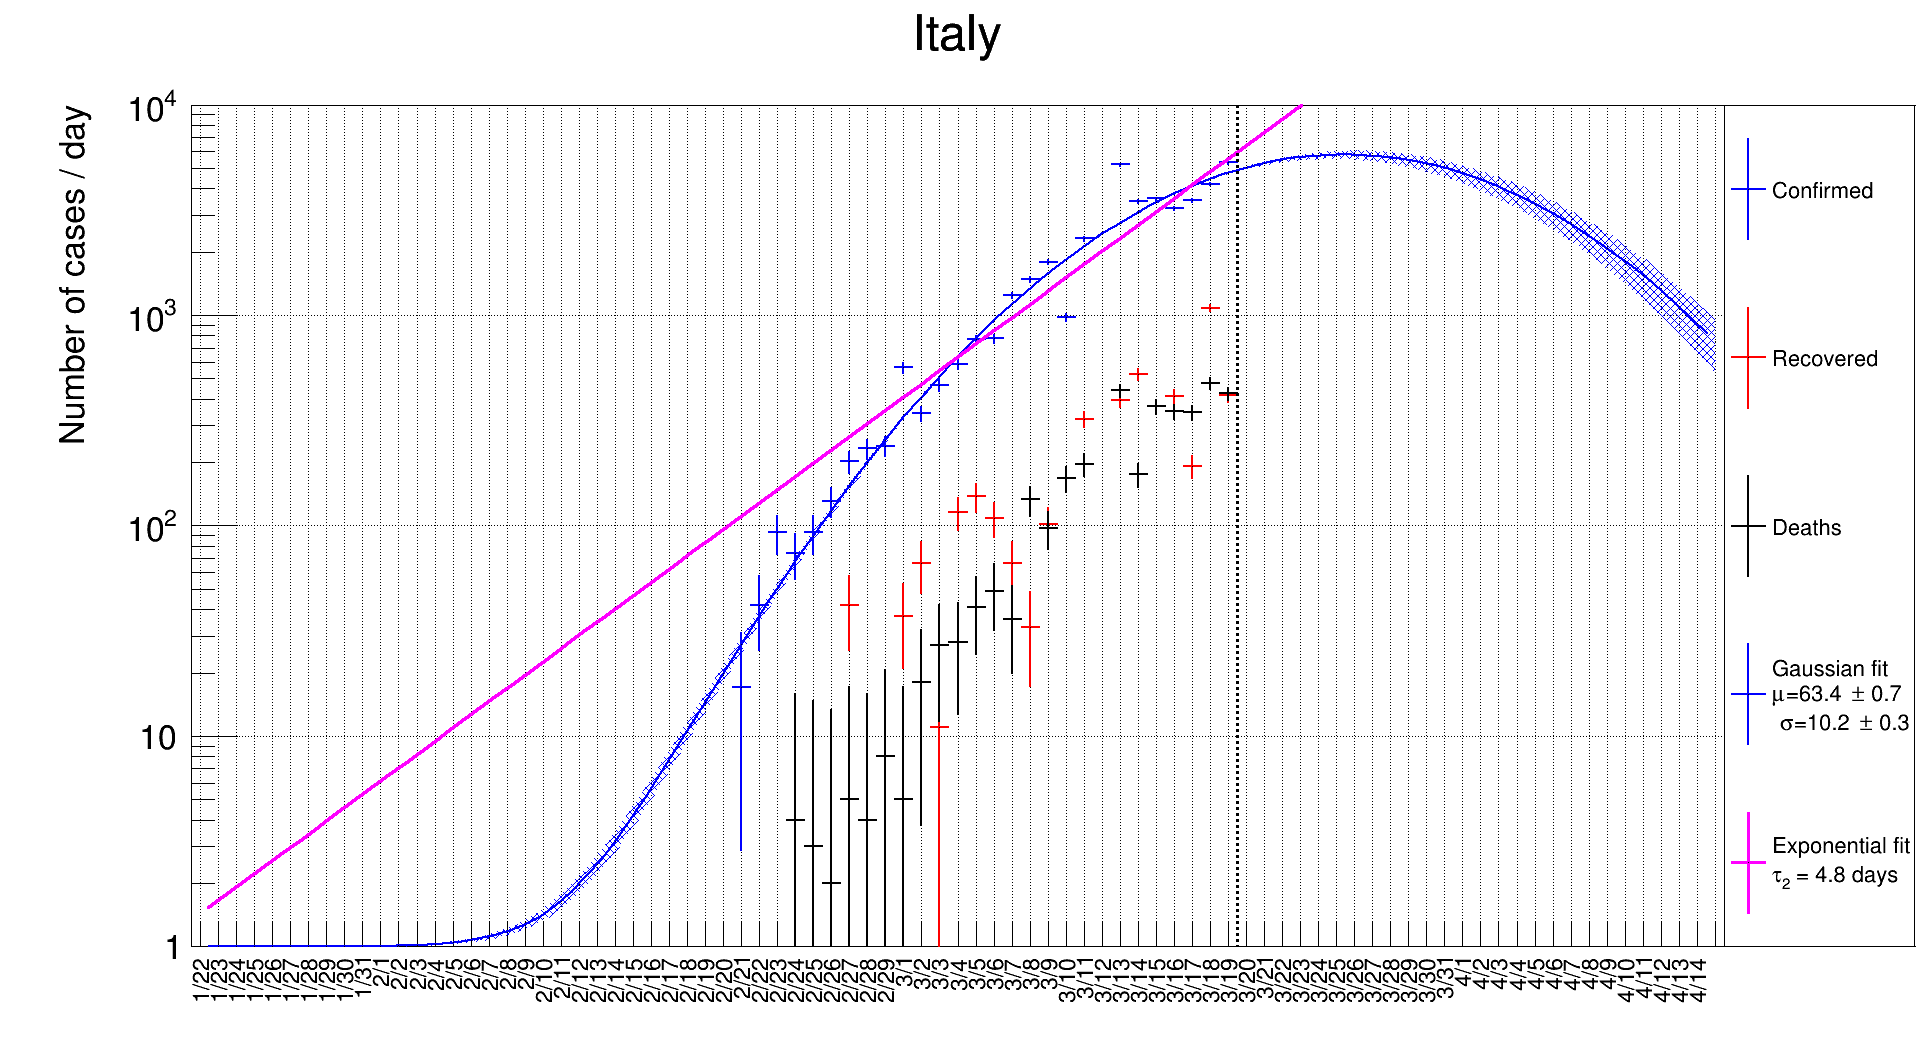 Italy
Number of cases / day
10⁴
10³
10²
10
1
1/22 1/23 1/24 1/25 1/26 1/27 1/28 1/29 1/30 1/31 2/1 2/2 2/3 2/4 2/5 2/6 2/7 2/8 2/9 2/10 2/11 2/12 2/13 2/14 2/15 2/16 2/17 2/18 2/19 2/20 2/21 2/22 2/23 2/24 2/25 2/26 2/27 2/28 2/29 3/1 3/2 3/3 3/4 3/5 3/6 3/7 3/8 3/9 3/10 3/11 3/12 3/13 3/14 3/15 3/16 3/17 3/18 3/19 3/20 3/21 3/22 3/23 3/24 3/25 3/26 3/27 3/28 3/29 3/30 3/31 4/1 4/2 4/3 4/4 4/5 4/6 4/7 4/8 4/9 4/10 4/11 4/12 4/13 4/14
Confirmed
Recovered
Deaths
Gaussian fit
μ=63.4 ± 0.7
σ=10.2 ± 0.3
Exponential fit
τ₂ = 4.8 days